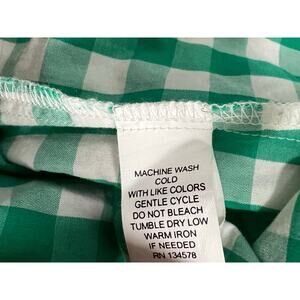 MACHINE WASH
COLD
WITH LIKE COLORS
GENTLE CYCLE
DO NOT BLEACH
TUMBLE DRY LOW
WARM IRON
IF NEEDED
RN 134578